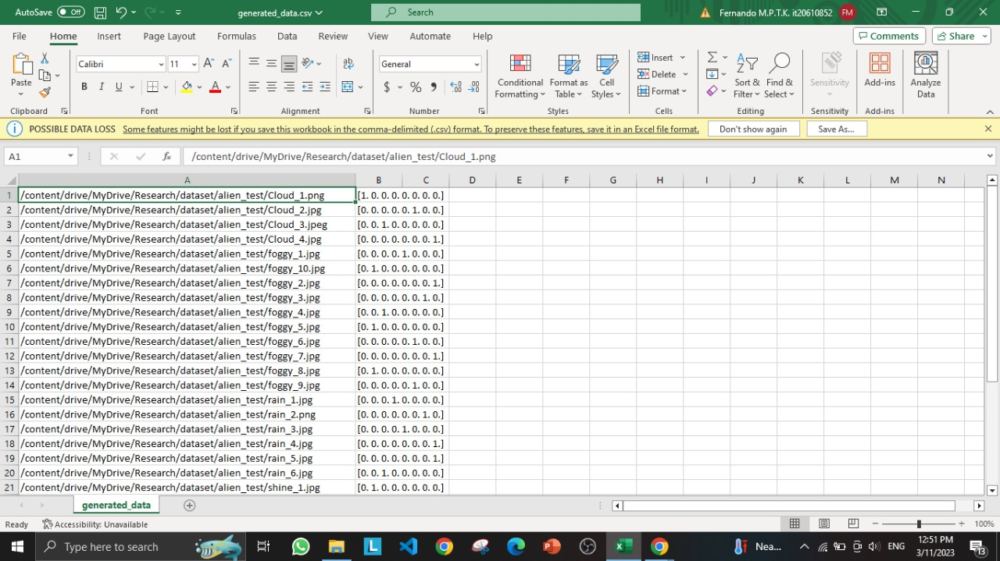 AutoSave Off generated_data.csv Search Fernando M.P.T.K. it20610852 FM
File Home Insert Page Layout Formulas Data Review View Automate Help Comments Share
Calibri 11 General Insert
Paste Conditional Formatting Format as Table Cell Styles Delete Sort & Filter Find & Select Sensitivity Add-ins Analyze Data
B I U $ % Format
Clipboard Font Alignment Number Styles Cells Editing Sensitivity Add-ins
POSSIBLE DATA LOSS Some features might be lost if you save this workbook in the comma-delimited (.csv) format. To preserve these features, save it in an Excel file format. Don't show again Save As...
A1 fx /content/drive/MyDrive/Research/dataset/alien_test/Cloud_1.png
A B C D E F G H I J K L M N
1 /content/drive/MyDrive/Research/dataset/alien_test/Cloud_1.png [1. 0. 0. 0. 0. 0. 0. 0.]
2 /content/drive/MyDrive/Research/dataset/alien_test/Cloud_2.jpg [0. 0. 0. 0. 0. 1. 0. 0.]
3 /content/drive/MyDrive/Research/dataset/alien_test/Cloud_3.jpeg [0. 0. 1. 0. 0. 0. 0. 0.]
4 /content/drive/MyDrive/Research/dataset/alien_test/Cloud_4.jpg [0. 0. 0. 0. 0. 0. 0. 1.]
5 /content/drive/MyDrive/Research/dataset/alien_test/foggy_1.jpg [0. 0. 0. 0. 1. 0. 0. 0.]
6 /content/drive/MyDrive/Research/dataset/alien_test/foggy_10.jpg [0. 1. 0. 0. 0. 0. 0. 0.]
7 /content/drive/MyDrive/Research/dataset/alien_test/foggy_2.jpg [0. 0. 0. 0. 0. 0. 0. 1.]
8 /content/drive/MyDrive/Research/dataset/alien_test/foggy_3.jpg [0. 0. 0. 0. 0. 0. 1. 0.]
9 /content/drive/MyDrive/Research/dataset/alien_test/foggy_4.jpg [0. 0. 1. 0. 0. 0. 0. 0.]
10 /content/drive/MyDrive/Research/dataset/alien_test/foggy_5.jpg [0. 1. 0. 0. 0. 0. 0. 0.]
11 /content/drive/MyDrive/Research/dataset/alien_test/foggy_6.jpg [0. 0. 0. 0. 0. 1. 0. 0.]
12 /content/drive/MyDrive/Research/dataset/alien_test/foggy_7.jpg [0. 0. 0. 0. 0. 0. 0. 1.]
13 /content/drive/MyDrive/Research/dataset/alien_test/foggy_8.jpg [0. 1. 0. 0. 0. 0. 0. 0.]
14 /content/drive/MyDrive/Research/dataset/alien_test/foggy_9.jpg [0. 0. 0. 0. 0. 1. 0. 0.]
15 /content/drive/MyDrive/Research/dataset/alien_test/rain_1.jpg [0. 0. 0. 1. 0. 0. 0. 0.]
16 /content/drive/MyDrive/Research/dataset/alien_test/rain_2.png [0. 0. 0. 0. 0. 0. 1. 0.]
17 /content/drive/MyDrive/Research/dataset/alien_test/rain_3.jpg [0. 0. 0. 0. 1. 0. 0. 0.]
18 /content/drive/MyDrive/Research/dataset/alien_test/rain_4.jpg [0. 0. 0. 0. 0. 0. 0. 1.]
19 /content/drive/MyDrive/Research/dataset/alien_test/rain_5.jpg [0. 0. 0. 0. 0. 0. 0. 1.]
20 /content/drive/MyDrive/Research/dataset/alien_test/rain_6.jpg [0. 0. 1. 0. 0. 0. 0. 0.]
21 /content/drive/MyDrive/Research/dataset/alien_test/shine_1.jpg [0. 1. 0. 0. 0. 0. 0. 0.]
generated_data
Ready Accessibility: Unavailable 100%
Type here to search Nea... ENG 12:51 PM
3/11/2023 13